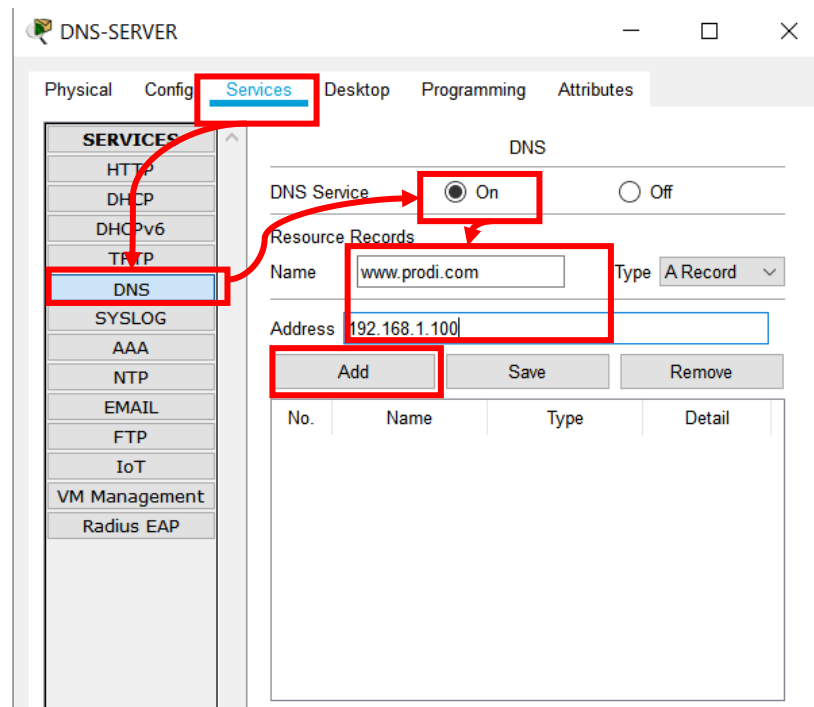 DNS-SERVER
Physical Config Services Desktop Programming Attributes
SERVICES
HTTP
DHCP
DHCPv6
TFTP
DNS
SYSLOG
AAA
NTP
EMAIL
FTP
IoT
VM Management
Radius EAP
DNS
DNS Service On Off
Resource Records
Name www.prodi.com Type A Record
Address 192.168.1.100
Add Save Remove
No. Name Type Detail